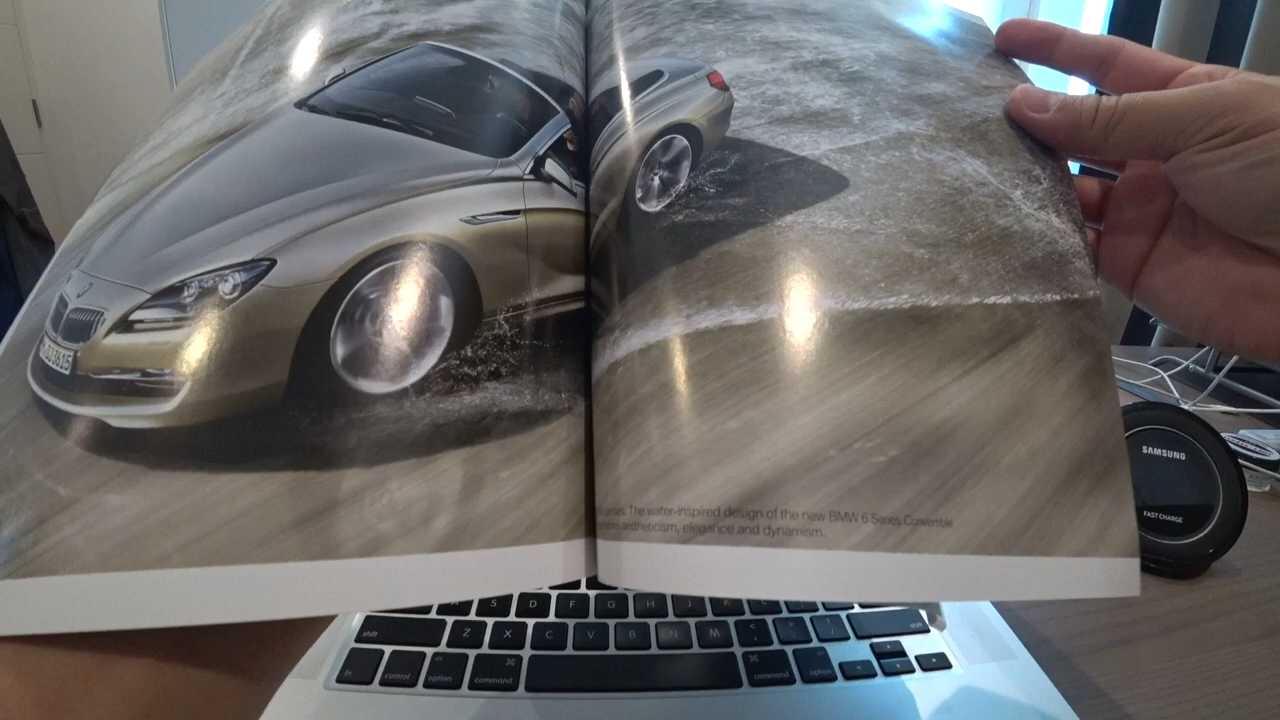 The water-inspired design of the new BMW 6 Series Convertible
aestheticism, elegance and dynamism.
SAMSUNG
FAST CHARGE
A S D F G H J K L
shift Z X C V B N M < > ? shift
fn control option command command option